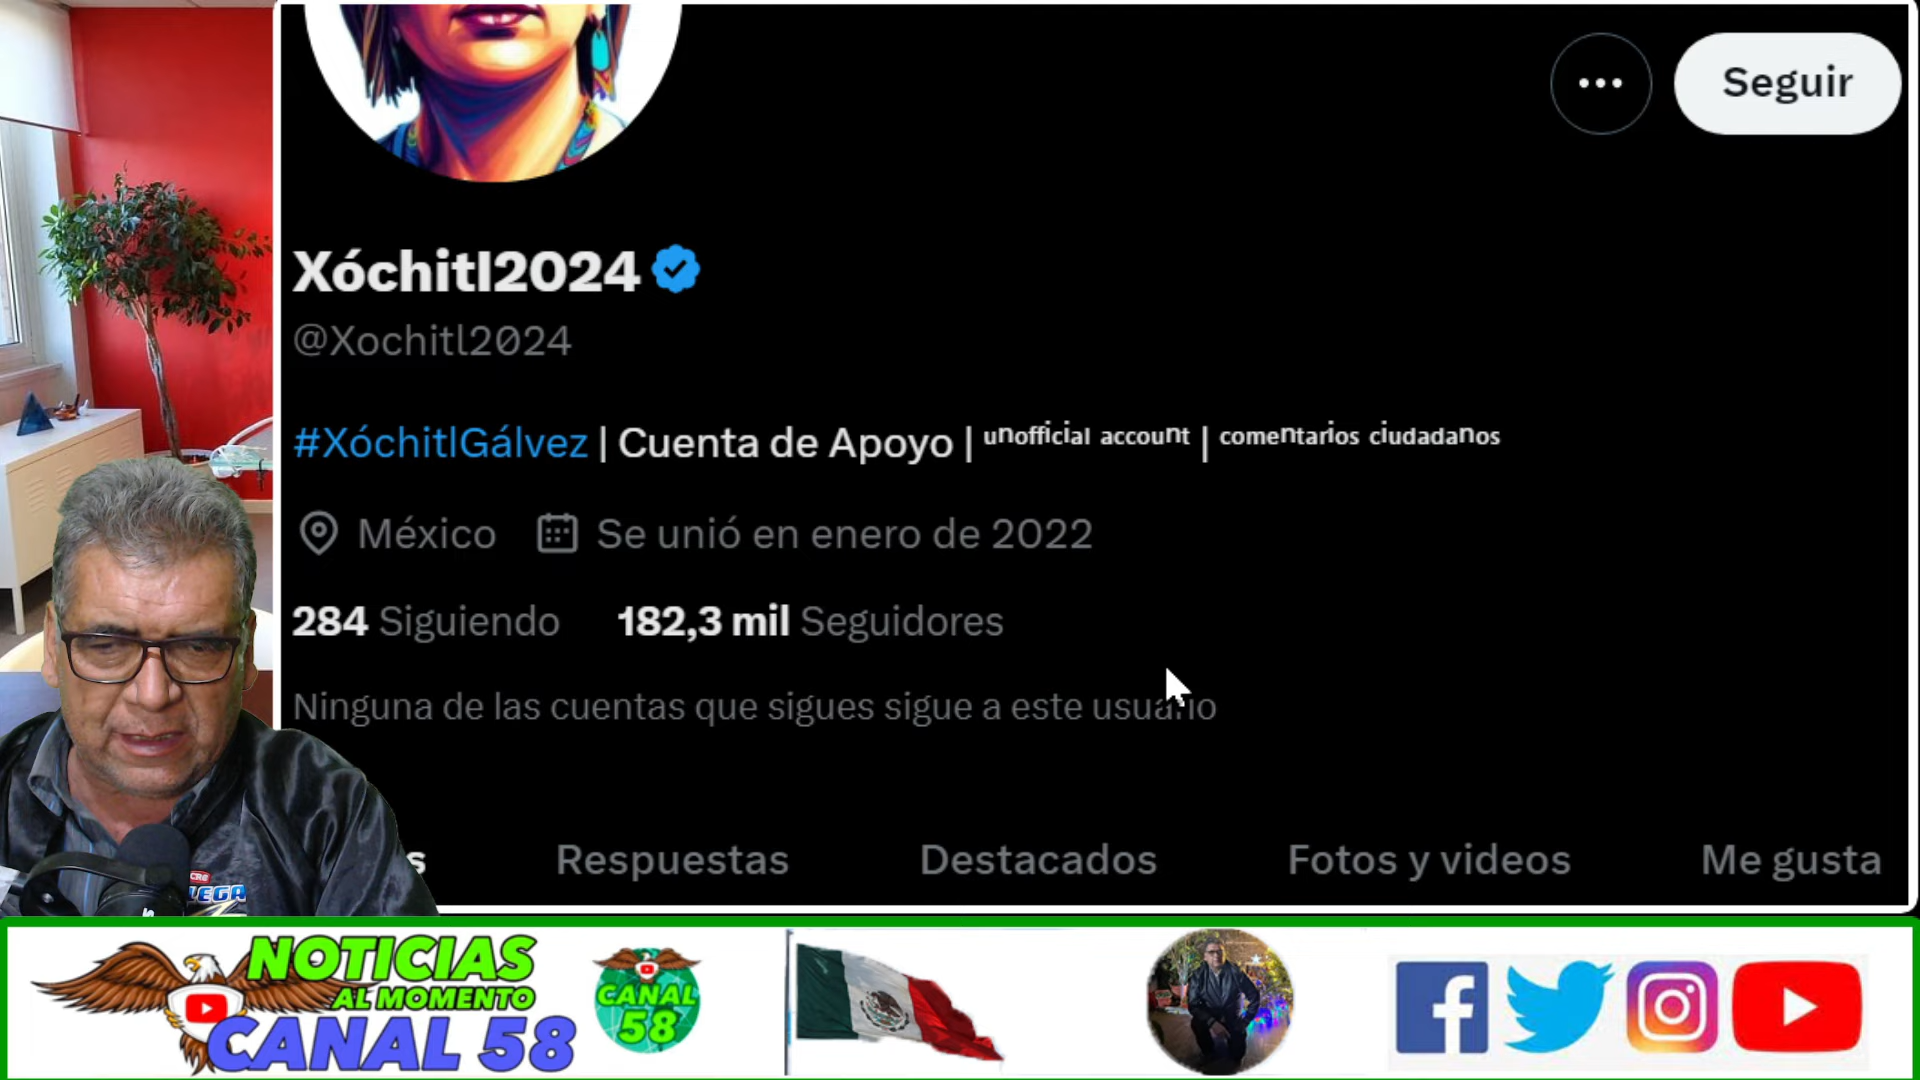 Seguir
Xóchitl2024
@Xochitl2024
#XóchitlGálvez | Cuenta de Apoyo | ᵘⁿofficial account | comentarios ciudadanos
México Se unió en enero de 2022
284 Siguiendo 182,3 mil Seguidores
Ninguna de las cuentas que sigues sigue a este usuario
s Respuestas Destacados Fotos y videos Me gusta
NOTICIAS
AL MOMENTO
CANAL 58
CANAL
58